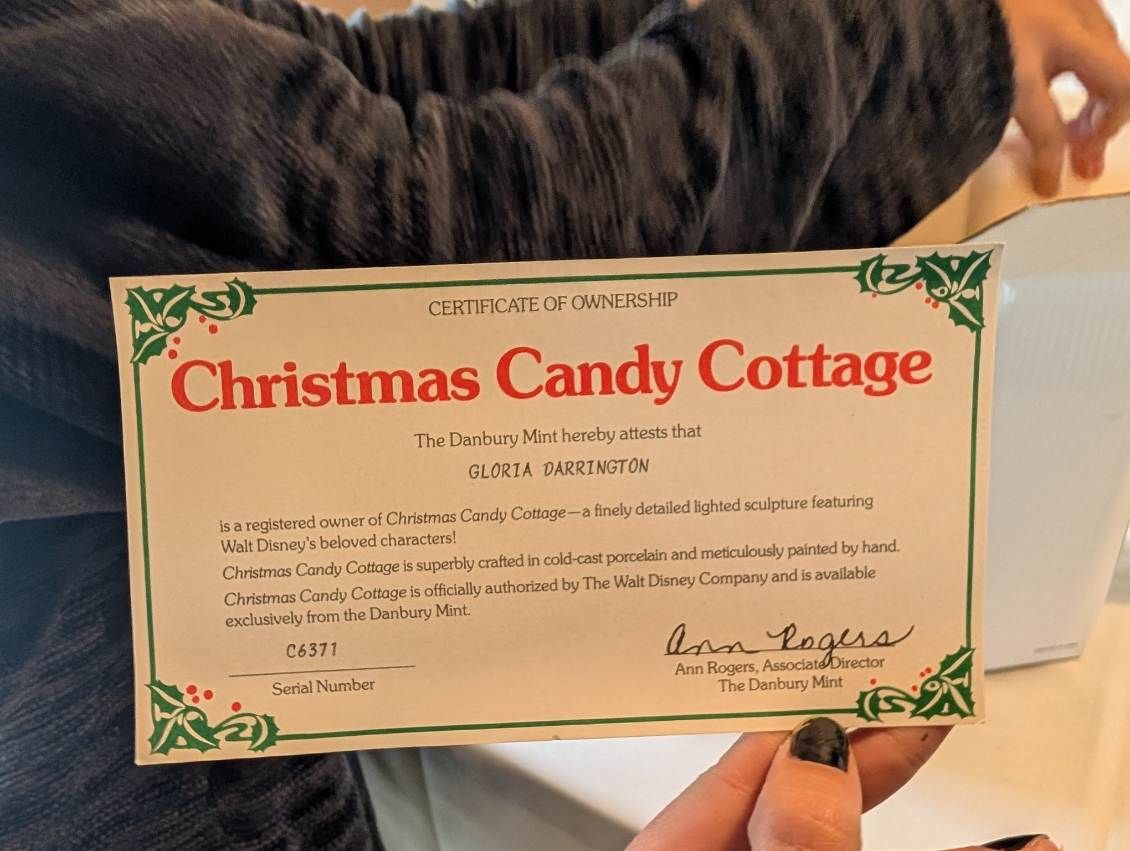 CERTIFICATE OF OWNERSHIP
Christmas Candy Cottage
The Danbury Mint hereby attests that
GLORIA DARRINGTON
is a registered owner of Christmas Candy Cottage—a finely detailed lighted sculpture featuring
Walt Disney's beloved characters!
Christmas Candy Cottage is superbly crafted in cold-cast porcelain and meticulously painted by hand.
Christmas Candy Cottage is officially authorized by The Walt Disney Company and is available
exclusively from the Danbury Mint.
C6371
Serial Number
Ann Rogers
Ann Rogers, Associate Director
The Danbury Mint